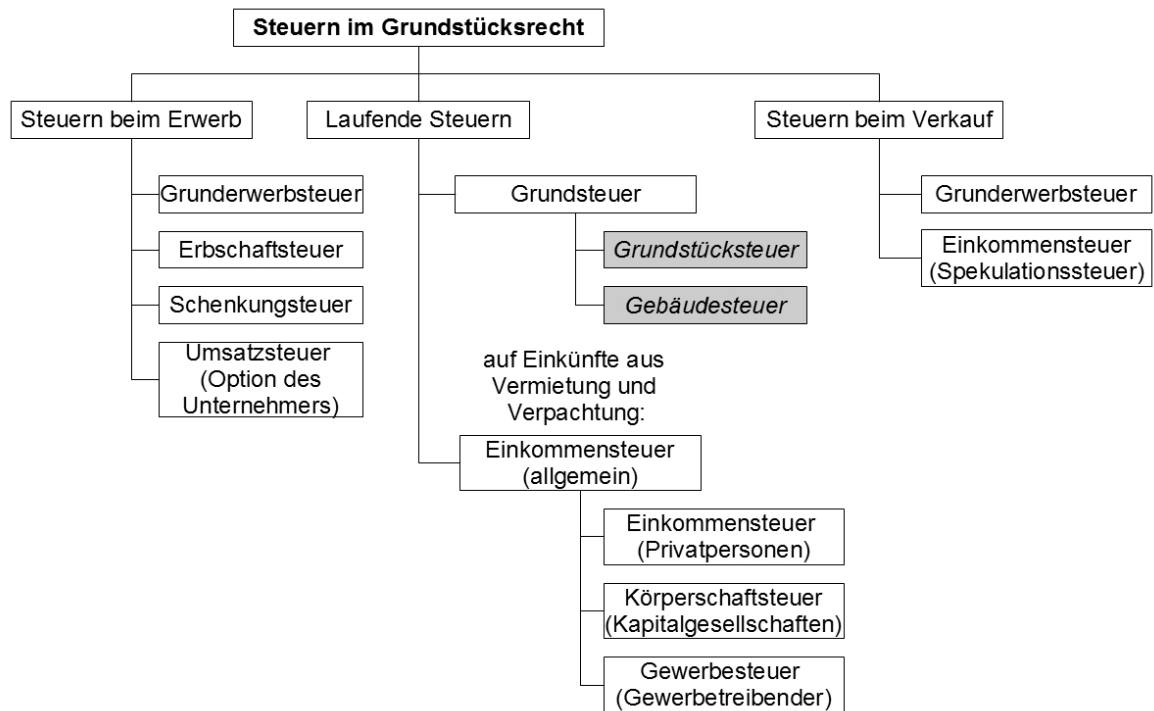 Steuern im Grundstücksrecht
Steuern beim Erwerb
Grunderwerbsteuer
Erbschaftsteuer
Schenkungsteuer
Umsatzsteuer
(Option des
Unternehmers)
Laufende Steuern
Grundsteuer
Grundstücksteuer
Gebäudesteuer
auf Einkünfte aus
Vermietung und
Verpachtung:
Einkommensteuer
(allgemein)
Einkommensteuer
(Privatpersonen)
Körperschaftsteuer
(Kapitalgesellschaften)
Gewerbesteuer
(Gewerbetreibender)
Steuern beim Verkauf
Grunderwerbsteuer
Einkommensteuer
(Spekulationssteuer)